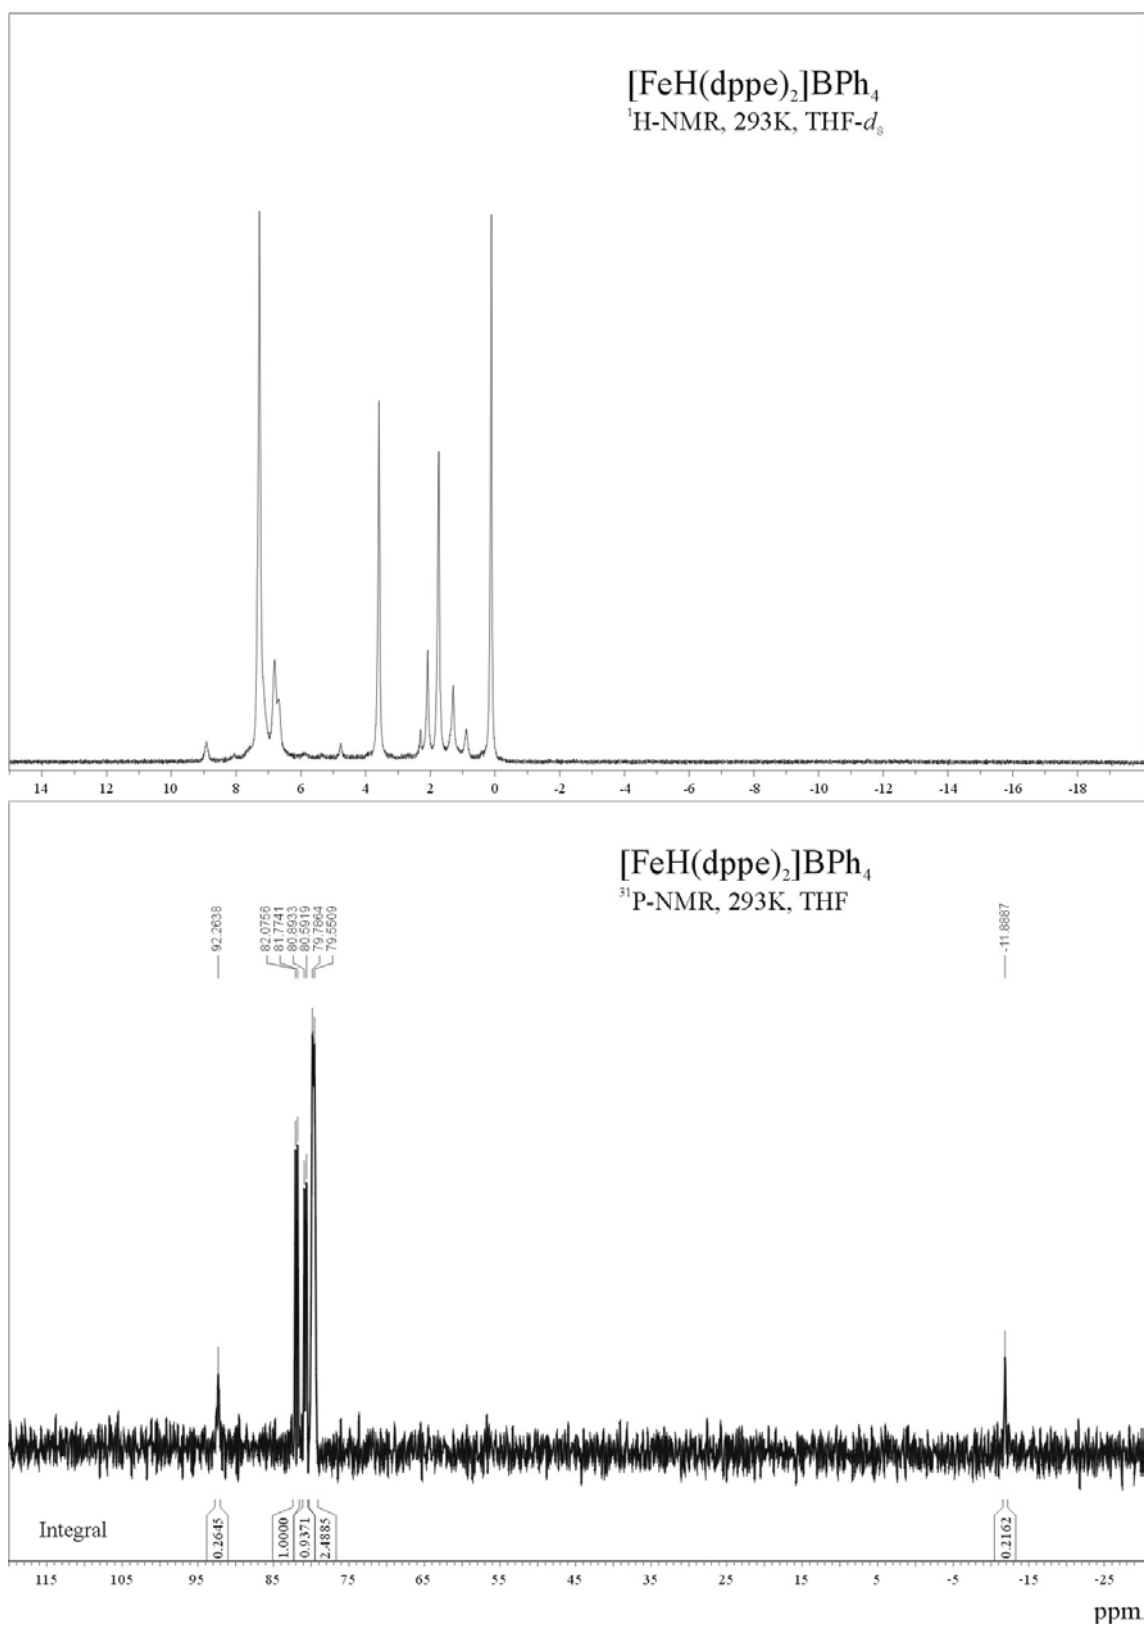 [FeH(dppe)₂]BPh₄
¹H-NMR, 293K, THF-d₈
14 12 10 8 6 4 2 0 -2 -4 -6 -8 -10 -12 -14 -16 -18
[FeH(dppe)₂]BPh₄
³¹P-NMR, 293K, THF
92.2638
82.0756
81.7741
80.8933
80.5919
79.7864
79.5509
-11.8887
Integral
0.2645
1.0000
0.9371
2.4885
0.2162
115 105 95 85 75 65 55 45 35 25 15 5 -5 -15 -25
ppm